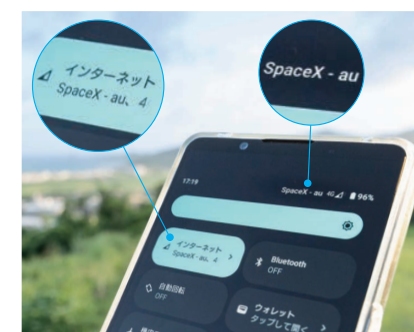 インターネット
SpaceX - au、4
SpaceX - au
17:19
SpaceX - au 4G 96%
インターネット
SpaceX - au、4
Bluetooth
OFF
自動回転
OFF
ウォレット
タップして開く